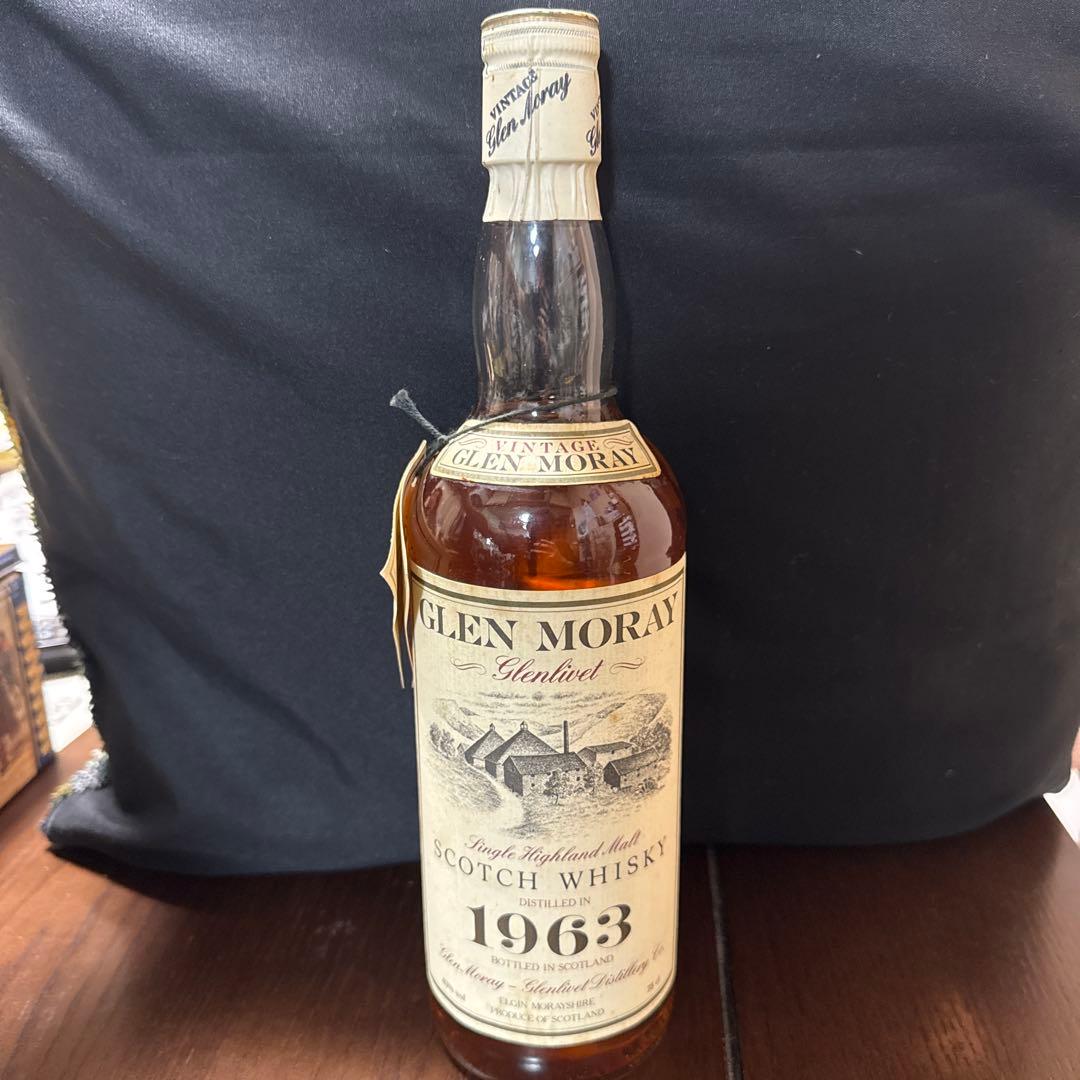 VINTAGE
Glen Moray
VINTAGE
GLEN MORAY
GLEN MORAY
Glenlivet
Single Highland Malt
SCOTCH WHISKY
DISTILLED IN
1963
BOTTLED IN SCOTLAND
Glen Moray - Glenlivet Distillery Co.
ELGIN MORAYSHIRE
PRODUCE OF SCOTLAND